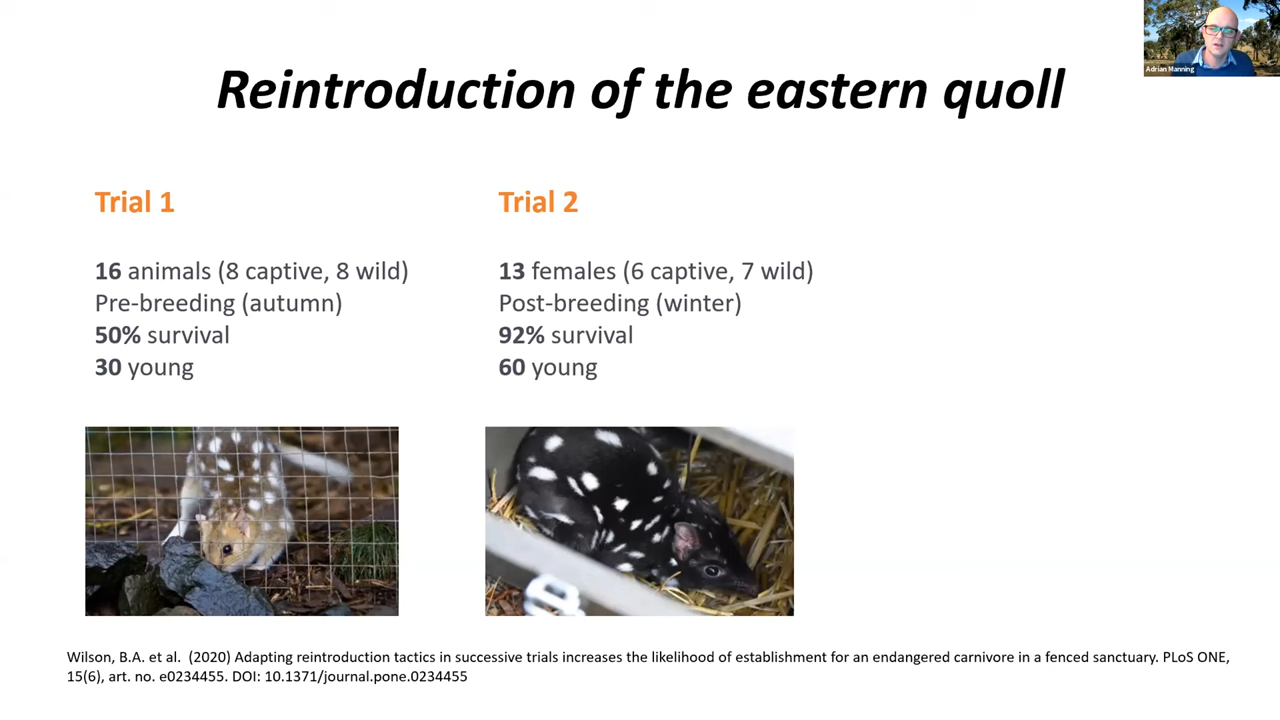 Adrian Manning
Reintroduction of the eastern quoll
Trial 1
16 animals (8 captive, 8 wild)
Pre-breeding (autumn)
50% survival
30 young
Trial 2
13 females (6 captive, 7 wild)
Post-breeding (winter)
92% survival
60 young
Wilson, B.A. et al. (2020) Adapting reintroduction tactics in successive trials increases the likelihood of establishment for an endangered carnivore in a fenced sanctuary. PLoS ONE,
15(6), art. no. e0234455. DOI: 10.1371/journal.pone.0234455